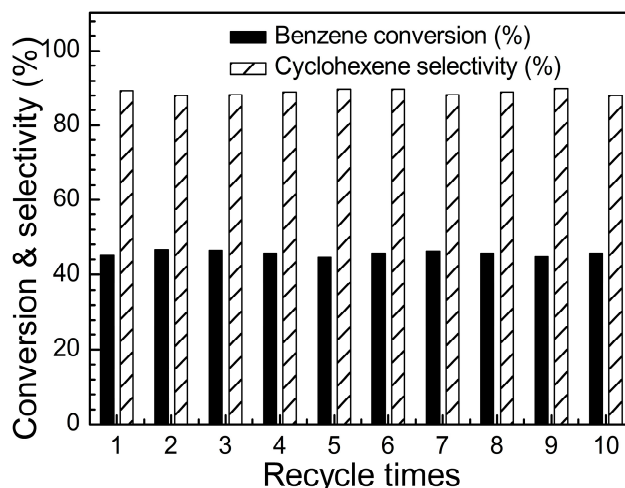 Benzene conversion (%)
Cyclohexene selectivity (%)
Conversion & selectivity (%)
100
80
60
40
20
0
1 2 3 4 5 6 7 8 9 10
Recycle times